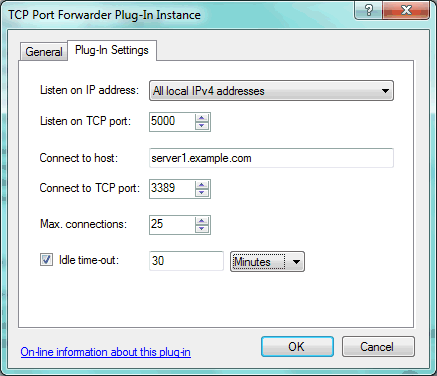 TCP Port Forwarder Plug-In Instance
General Plug-In Settings
Listen on IP address: All local IPv4 addresses
Listen on TCP port: 5000
Connect to host: server1.example.com
Connect to TCP port: 3389
Max. connections: 25
Idle time-out: 30 Minutes
On-line information about this plug-in OK Cancel